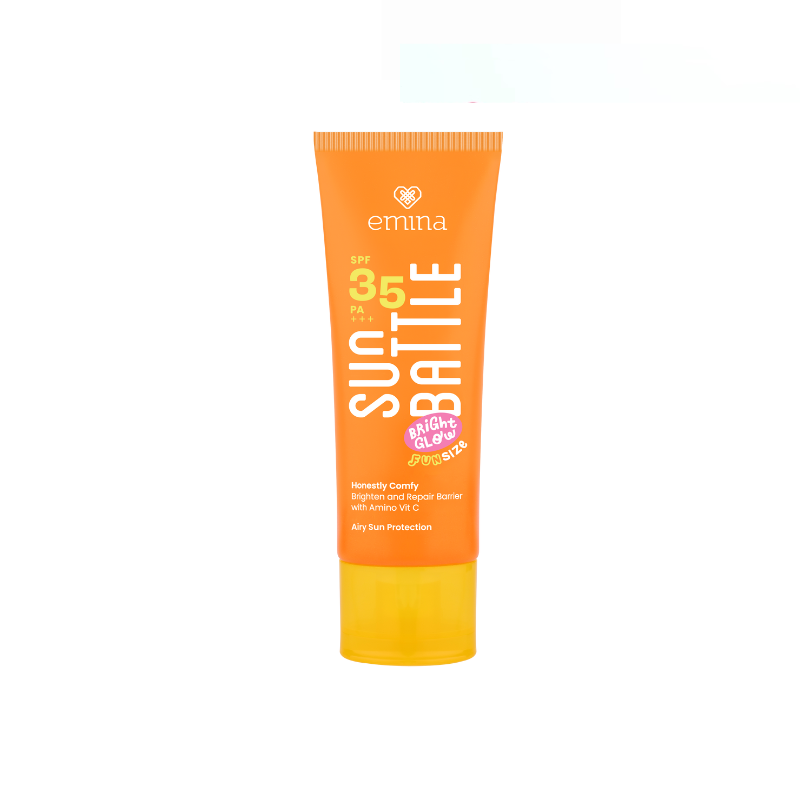 emina
SPF
35
PA
+++
SUN
BATTLE
BRiGht
GLOW
FUN SIZE
Honestly Comfy
Brighten and Repair Barrier
with Amino Vit C
Airy Sun Protection